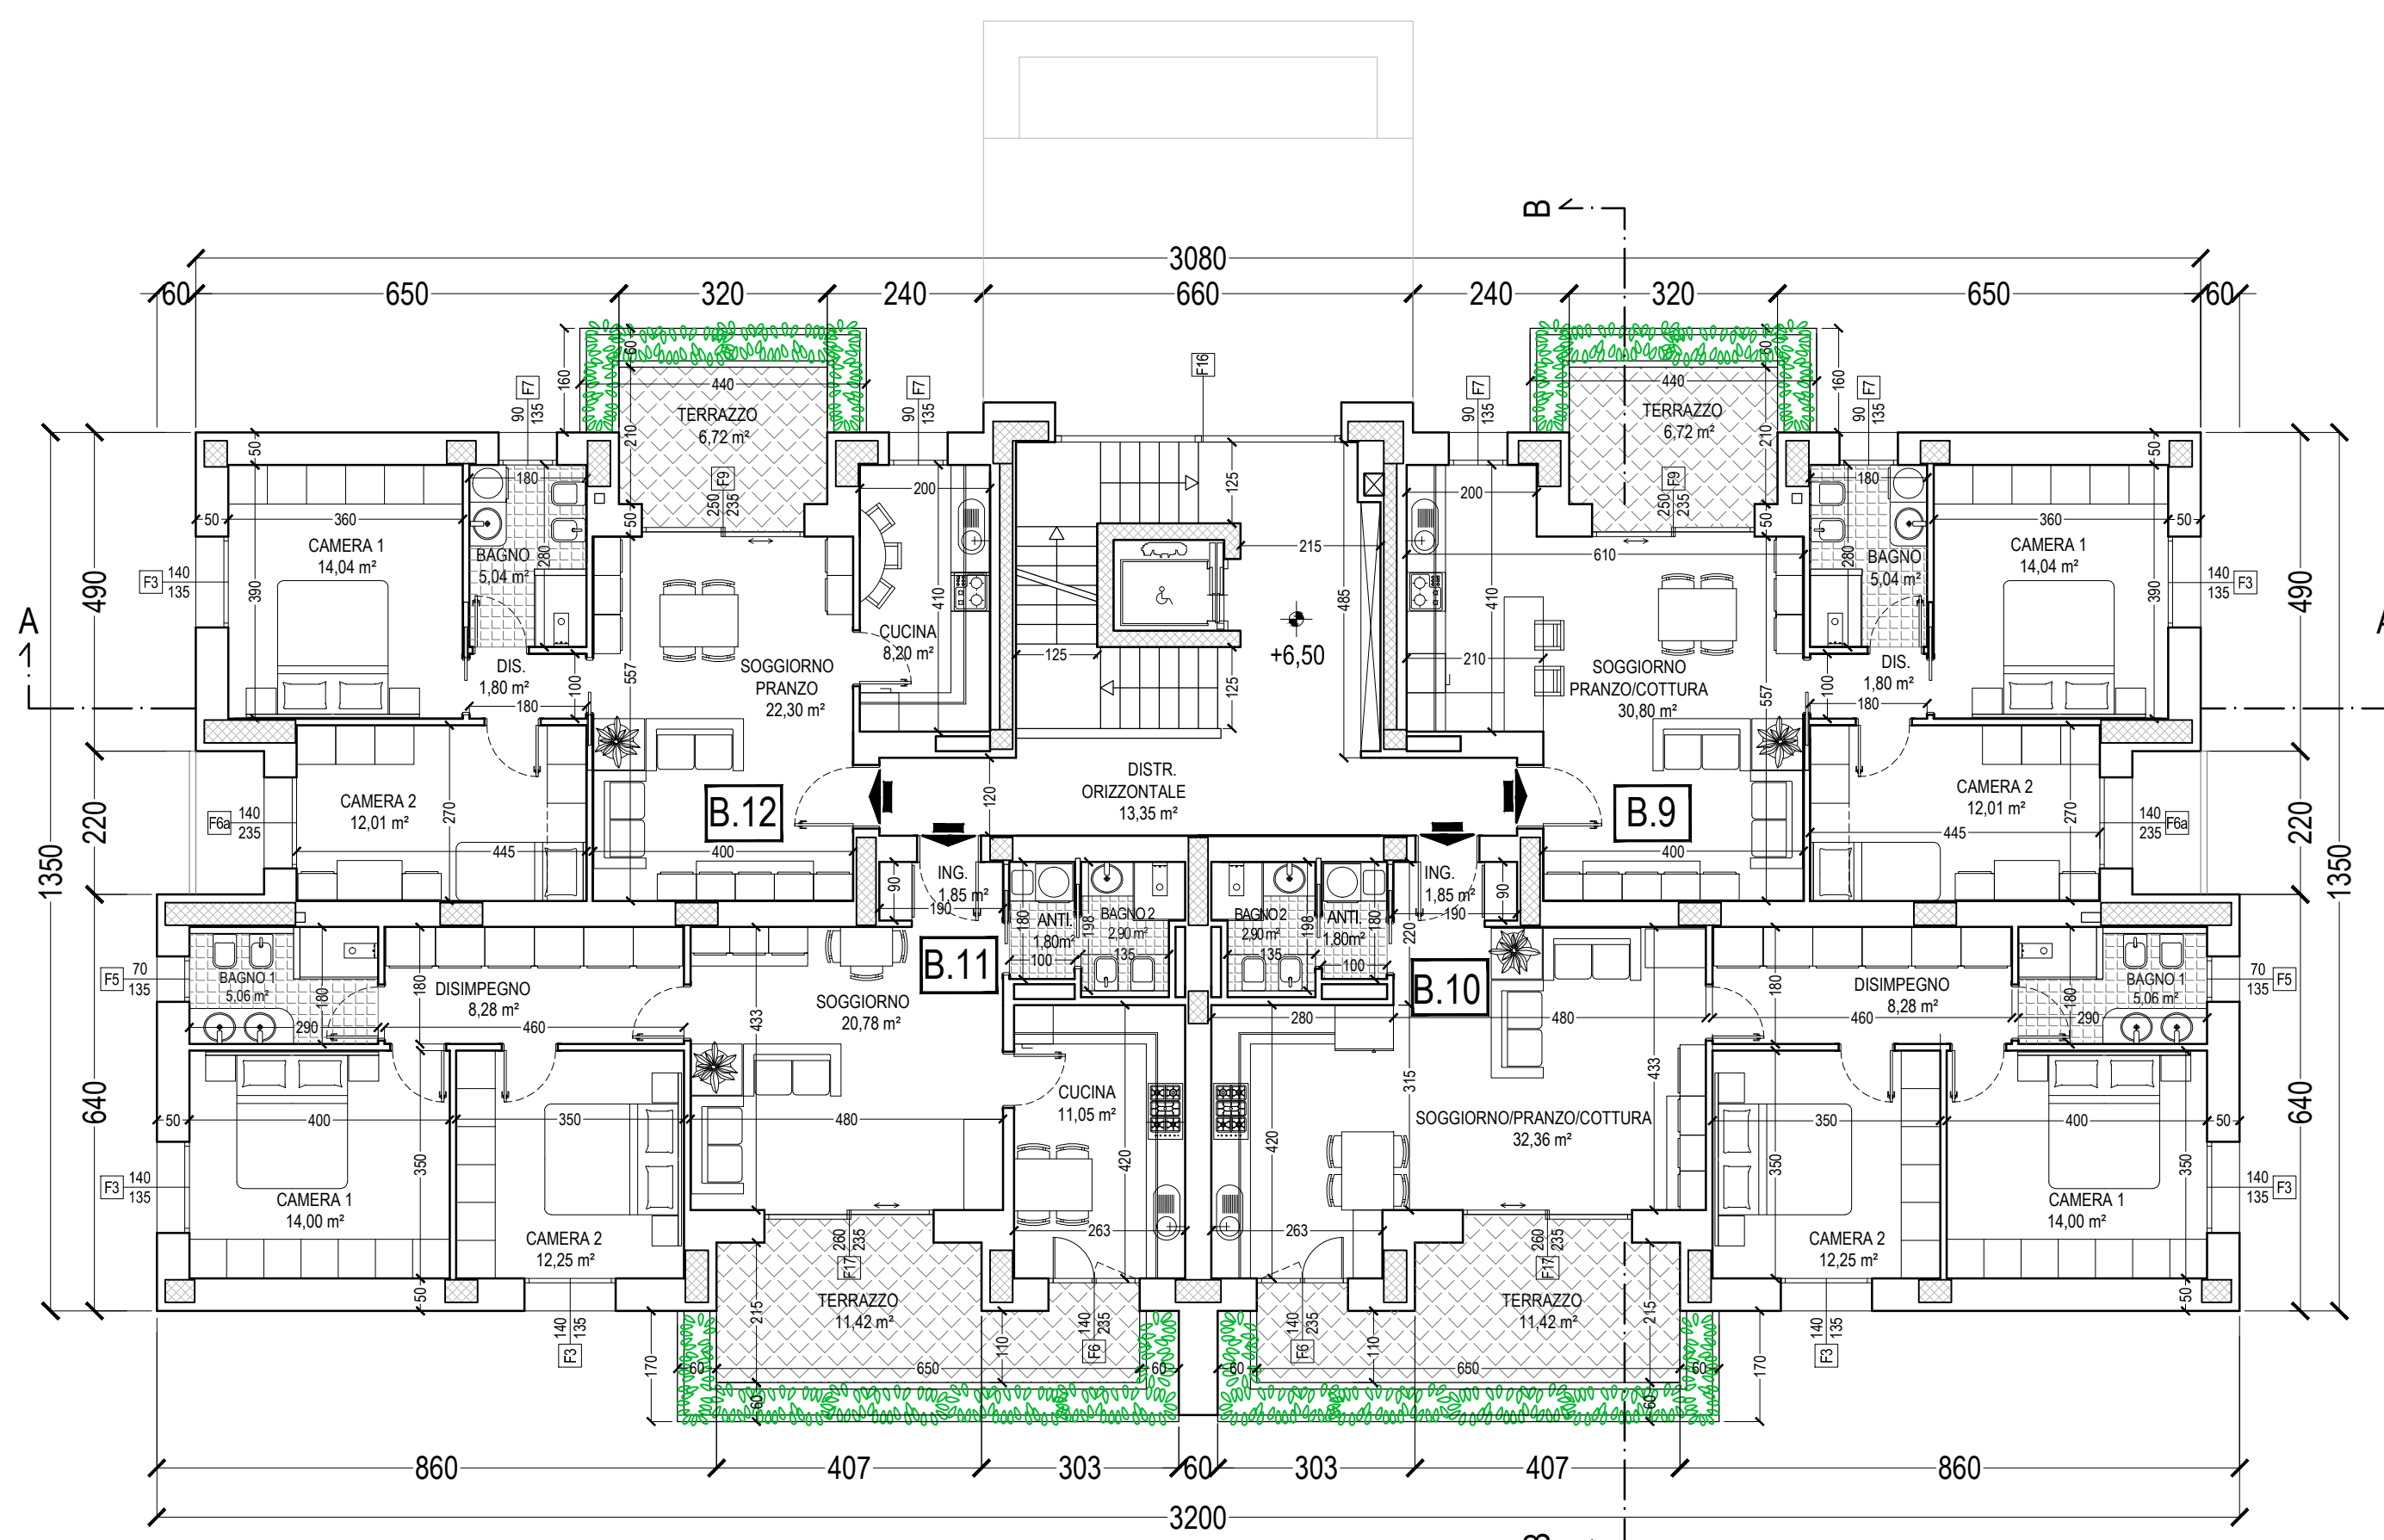 B
3080
60
650
320
240
660
240
320
650
60
F16
160
60
440
TERRAZZO
6,72 m²
210
F9
250
235
50
F7
90
135
F7
90
135
F7
90
135
60
440
TERRAZZO
6,72 m²
210
F9
250
235
50
F7
90
135
160
50
180
200
125
200
180
50
50
360
CAMERA 1
14,04 m²
390
BAGNO
5,04 m²
280
F3
140
135
490
A
DIS.
1,80 m²
100
180
557
SOGGIORNO
PRANZO
22,30 m²
CUCINA
8,20 m²
410
125
215
485
+6,50
125
410
610
210
SOGGIORNO
PRANZO/COTTURA
30,80 m²
557
BAGNO
5,04 m²
280
DIS.
1,80 m²
100
180
360
50
CAMERA 1
14,04 m²
390
140
135
F3
490
A
CAMERA 2
12,01 m²
270
445
F6a
140
235
220
1350
B.12
400
120
DISTR.
ORIZZONTALE
13,35 m²
B.9
400
CAMERA 2
12,01 m²
270
445
140
235
F6a
220
1350
ING.
1,85 m²
90
190
180
ANTI.
1,80m²
100
198
BAGNO 2
2,90 m²
135
BAGNO 2
2,90 m²
135
198
ANTI.
1,80m²
100
180
ING.
1,85 m²
90
190
220
B.11
B.10
F5
70
135
BAGNO 1
5,06 m²
180
290
180
DISIMPEGNO
8,28 m²
460
433
SOGGIORNO
20,78 m²
480
280
480
180
DISIMPEGNO
8,28 m²
460
180
BAGNO 1
5,06 m²
290
70
135
F5
640
50
400
350
CAMERA 1
14,00 m²
350
CAMERA 2
12,25 m²
CUCINA
11,05 m²
420
263
420
263
315
SOGGIORNO/PRANZO/COTTURA
32,36 m²
433
350
350
CAMERA 2
12,25 m²
400
350
CAMERA 1
14,00 m²
50
640
F3
140
135
140
135
F3
50
140
135
F3
170
260
235
F17
TERRAZZO
11,42 m²
215
110
140
235
F6
60
650
60
60
140
235
F6
110
260
235
F17
TERRAZZO
11,42 m²
215
60
650
60
60
170
140
135
F3
50
860
407
303
60
303
407
860
3200
B